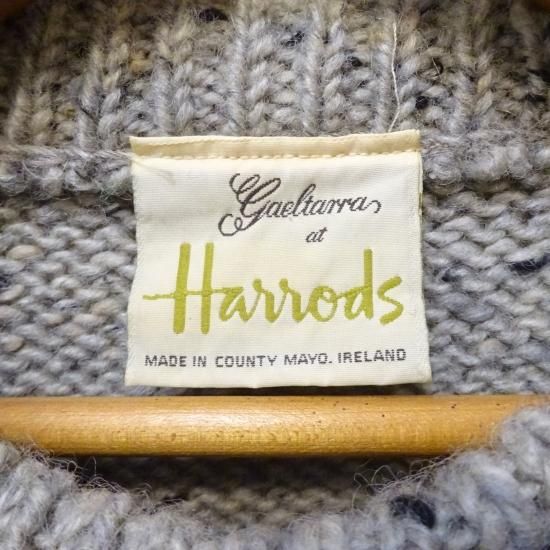 Gaeltarra
at
Harrods
MADE IN COUNTY MAYO. IRELAND